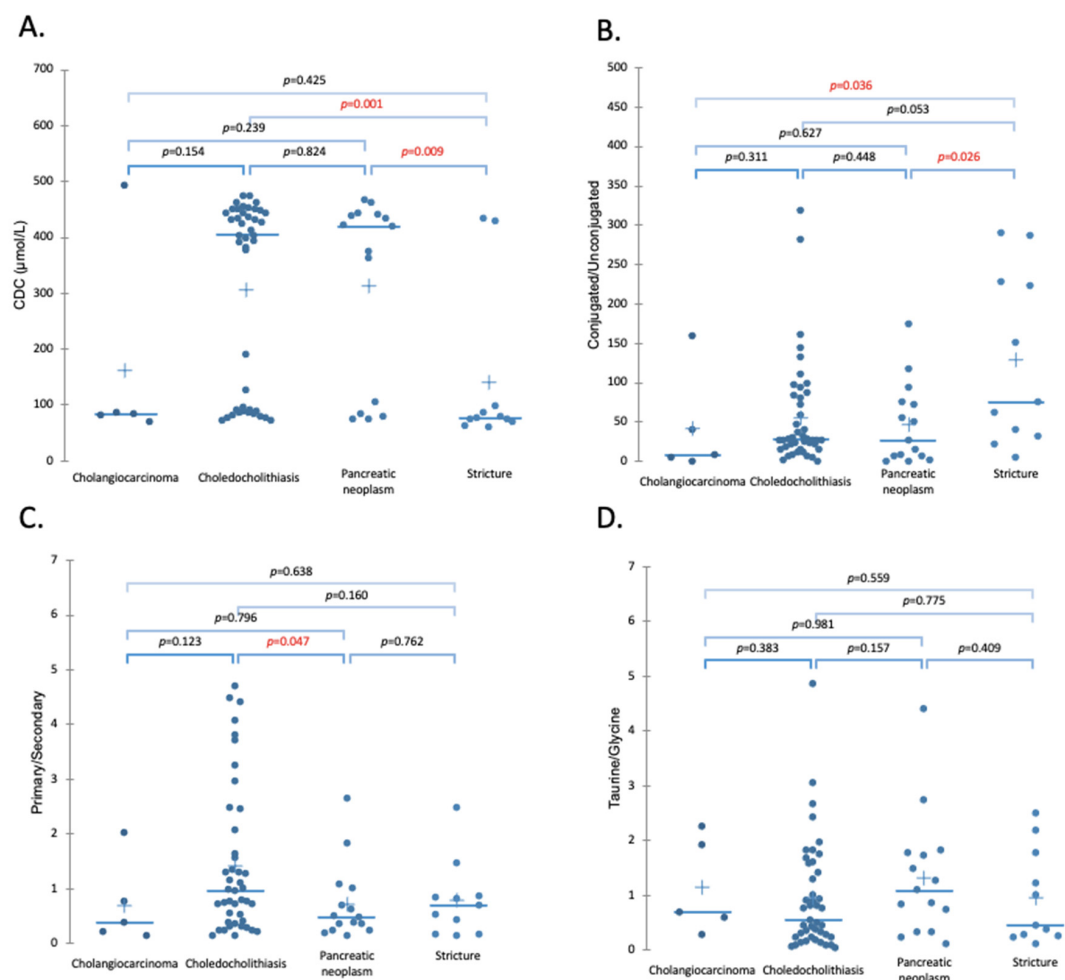 A.
700
600
500
400
300
200
100
0
CDC (µmol/L)
p=0.425
p=0.001
p=0.239
p=0.154
p=0.824
p=0.009
Cholangiocarcinoma
Choledocholithiasis
Pancreatic
neoplasm
Stricture
B.
500
450
400
350
300
250
200
150
100
50
0
Conjugated/Unconjugated
p=0.036
p=0.053
p=0.627
p=0.311
p=0.448
p=0.026
Cholangiocarcinoma
Choledocholithiasis
Pancreatic
neoplasm
Stricture
C.
7
6
5
4
3
2
1
0
Primary/Secondary
p=0.638
p=0.160
p=0.796
p=0.123
p=0.047
p=0.762
Cholangiocarcinoma
Choledocholithiasis
Pancreatic
neoplasm
Stricture
D.
7
6
5
4
3
2
1
0
Taurine/Glycine
p=0.559
p=0.775
p=0.981
p=0.383
p=0.157
p=0.409
Cholangiocarcinoma
Choledocholithiasis
Pancreatic
neoplasm
Stricture